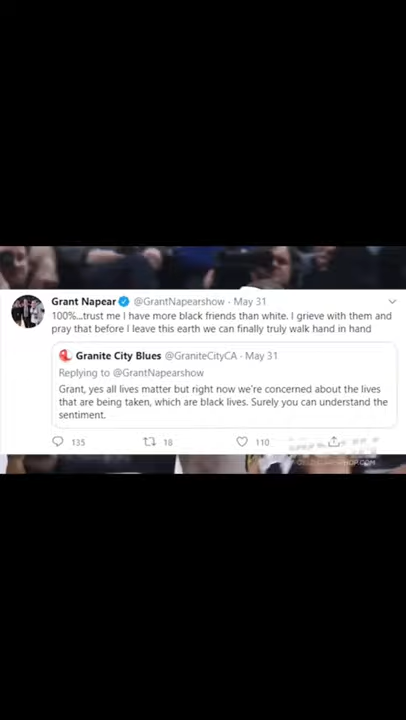 Grant Napear @GrantNapearshow · May 31
100%...trust me I have more black friends than white. I grieve with them and
pray that before I leave this earth we can finally truly walk hand in hand
Granite City Blues @GraniteCityCA · May 31
Replying to @GrantNapearshow
Grant, yes all lives matter but right now we're concerned about the lives
that are being taken, which are black lives. Surely you can understand the
sentiment.
135 18 110